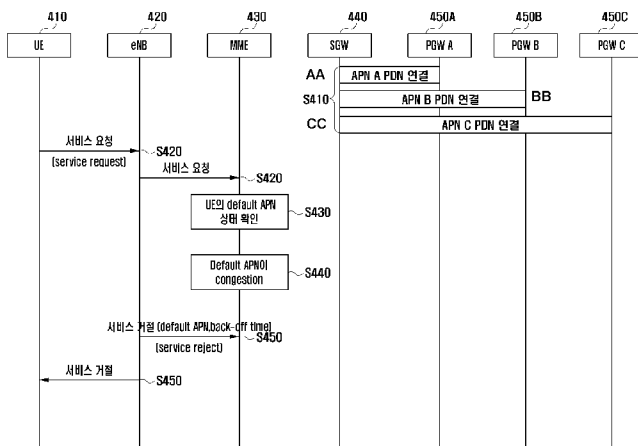 410 420 430 440 450A 450B 450C
UE eNB MME SGW PGW A PGW B PGW C
AA APN A PDN 연결
S410 APN B PDN 연결 BB
CC APN C PDN 연결
서비스 요청
(service request)
S420
서비스 요청
S420
UE의 default APN
상태 확인
S430
Default APN이
congestion
S440
서비스 거절 (default APN,back-off time)
(service reject)
S450
서비스 거절
S450